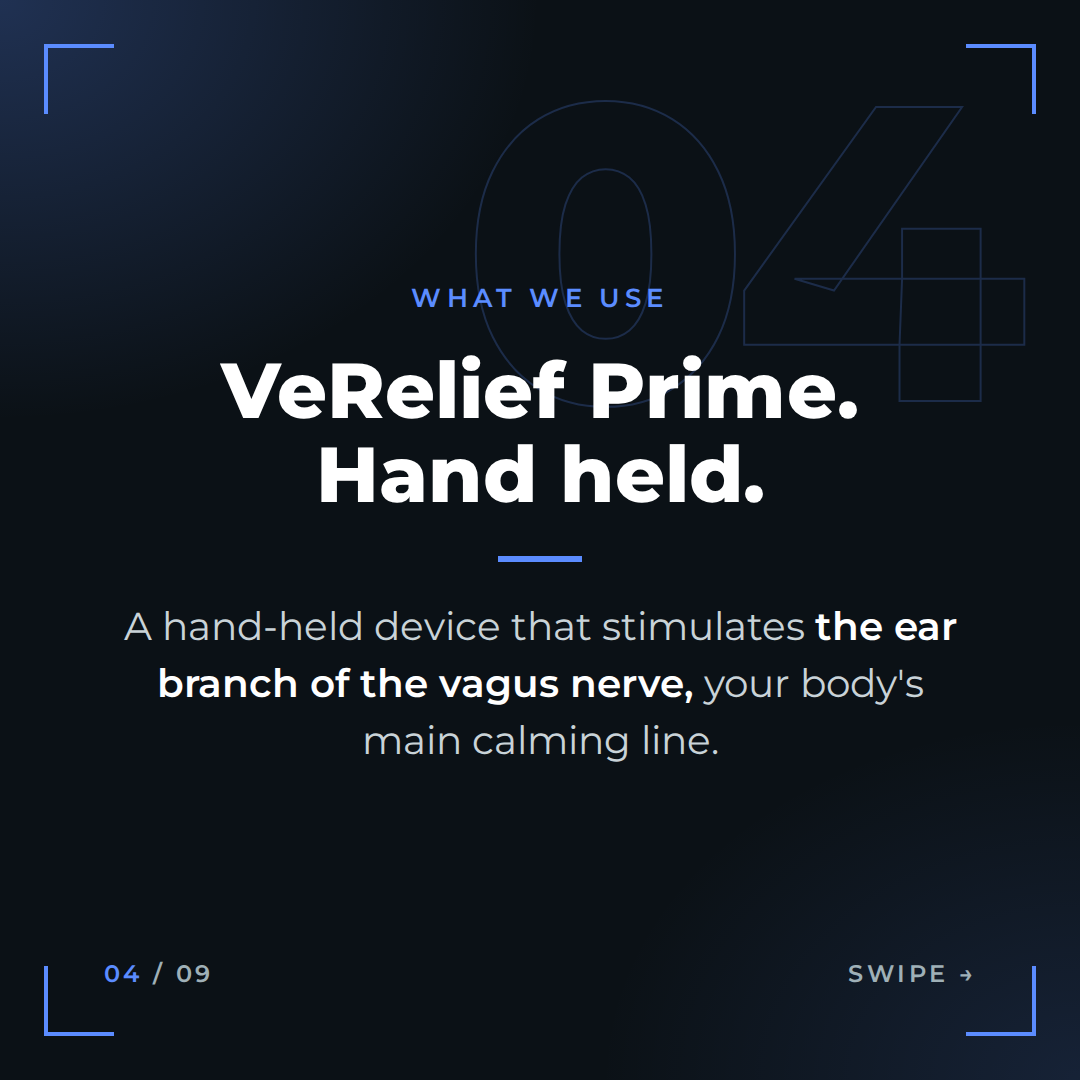 04
WHAT WE USE
VeRelief Prime.
Hand held.
A hand-held device that stimulates the ear
branch of the vagus nerve, your body's
main calming line.
04 / 09
SWIPE →